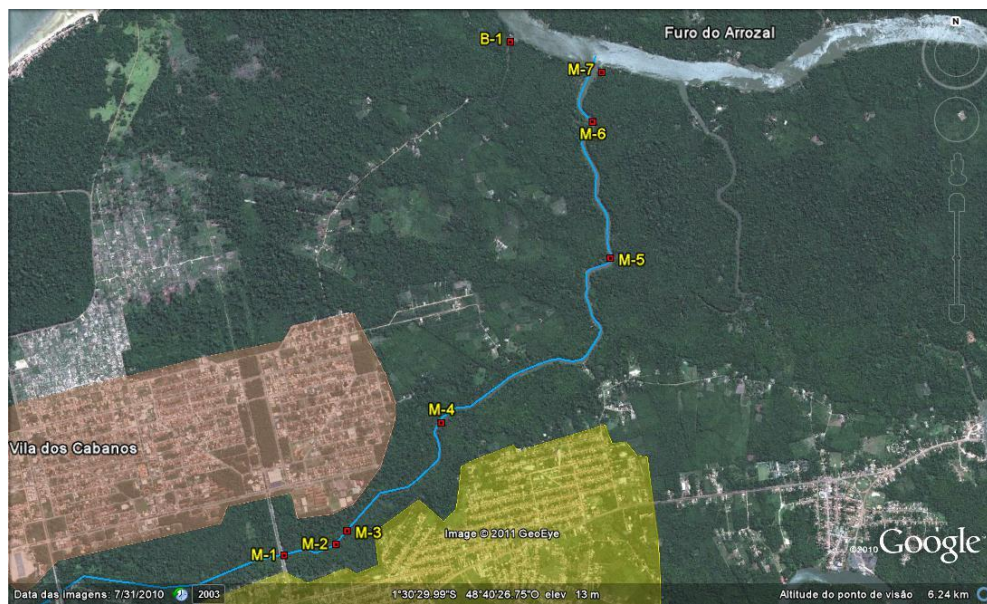 N
Furo do Arrozal
B-1
M-7
M-6
M-5
M-4
Vila dos Cabanos
M-3
M-2
M-1
Image © 2011 GeoEye
©2010 Google
Data das Imagens: 7/31/2010 2003 1°30'29.99"S 48°40'26.75"O elev 13 m Altitude do ponto de visão 6.24 km